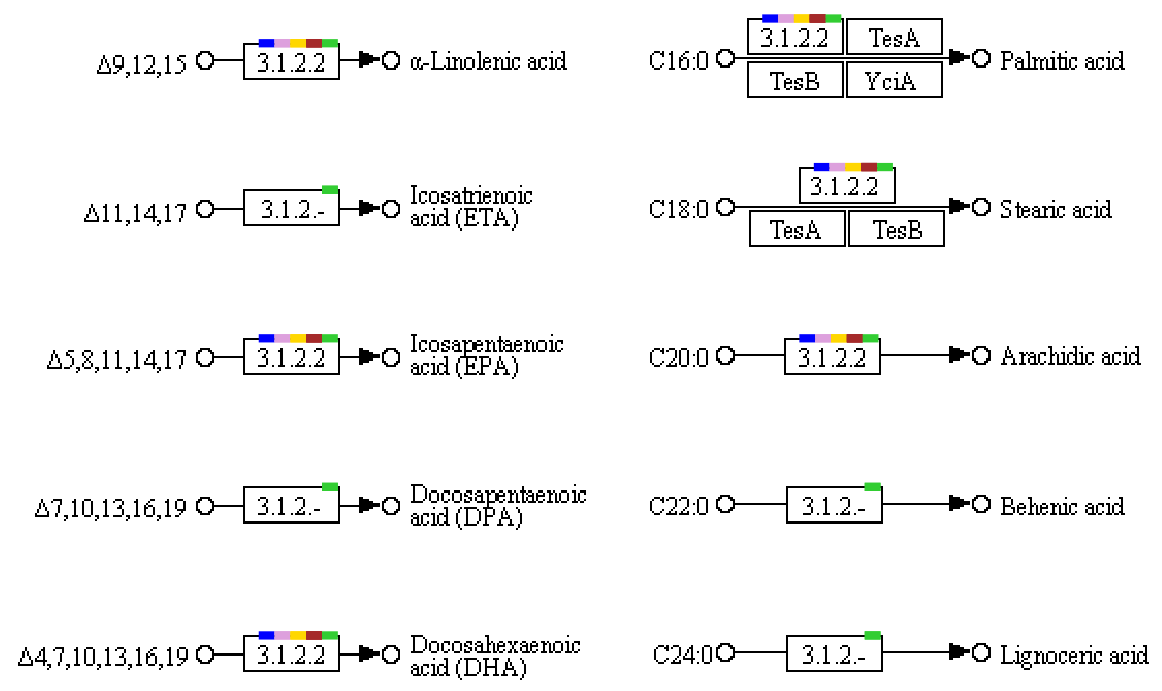 Δ9,12,15
3.1.2.2
α-Linolenic acid
C16:0
3.1.2.2
TesA
TesB
YciA
Palmitic acid
Δ11,14,17
3.1.2.-
Icosatrienoic
acid (ETA)
C18:0
3.1.2.2
TesA
TesB
Stearic acid
Δ5,8,11,14,17
3.1.2.2
Icosapentaenoic
acid (EPA)
C20:0
3.1.2.2
Arachidic acid
Δ7,10,13,16,19
3.1.2.-
Docosapentaenoic
acid (DPA)
C22:0
3.1.2.-
Behenic acid
Δ4,7,10,13,16,19
3.1.2.2
Docosahexaenoic
acid (DHA)
C24:0
3.1.2.-
Lignoceric acid